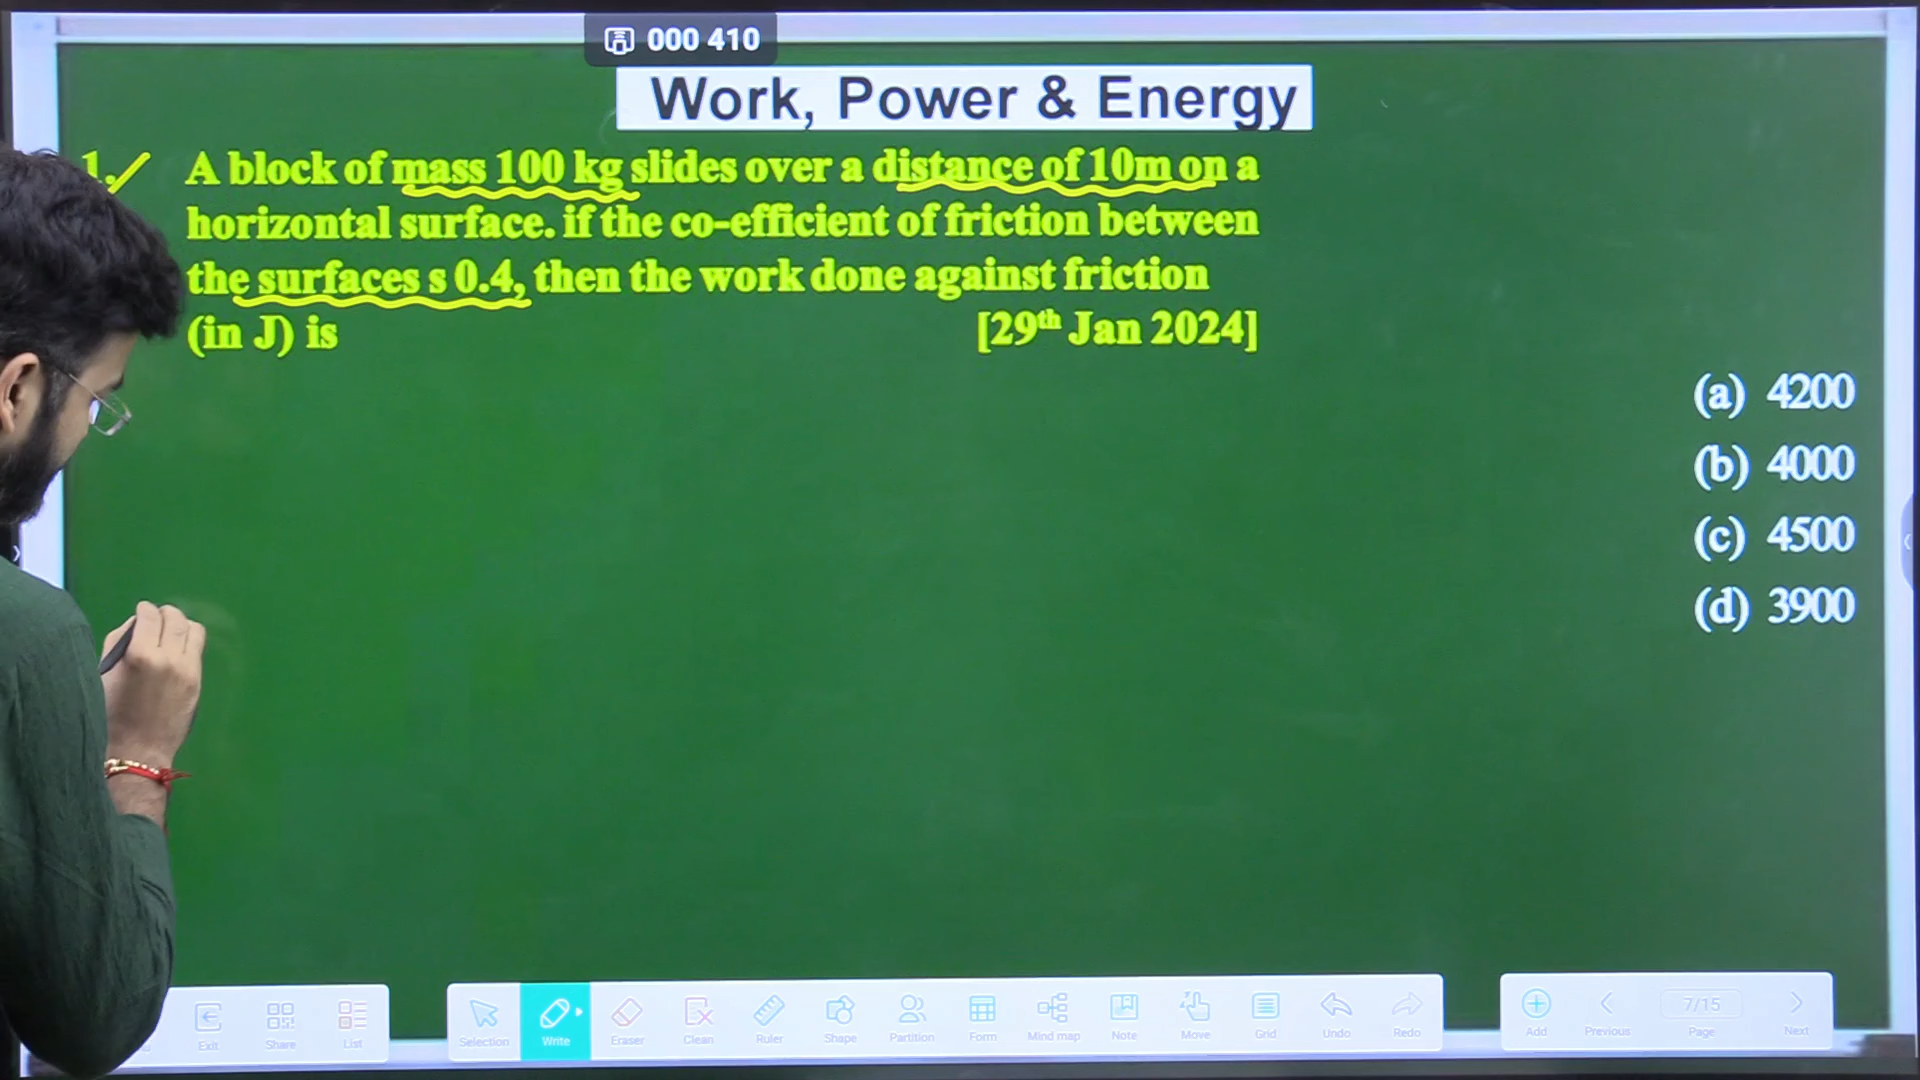 000 410
Work, Power & Energy
1. A block of mass 100 kg slides over a distance of 10m on a
horizontal surface. if the co-efficient of friction between
the surfaces s 0.4, then the work done against friction
(in J) is [29th Jan 2024]
(a) 4200
(b) 4000
(c) 4500
(d) 3900
Exit Share List Selection Write Eraser Clean Ruler Shape Partition Form Mind map Note Move Grid Undo Redo Add Previous 7/15 Page Next